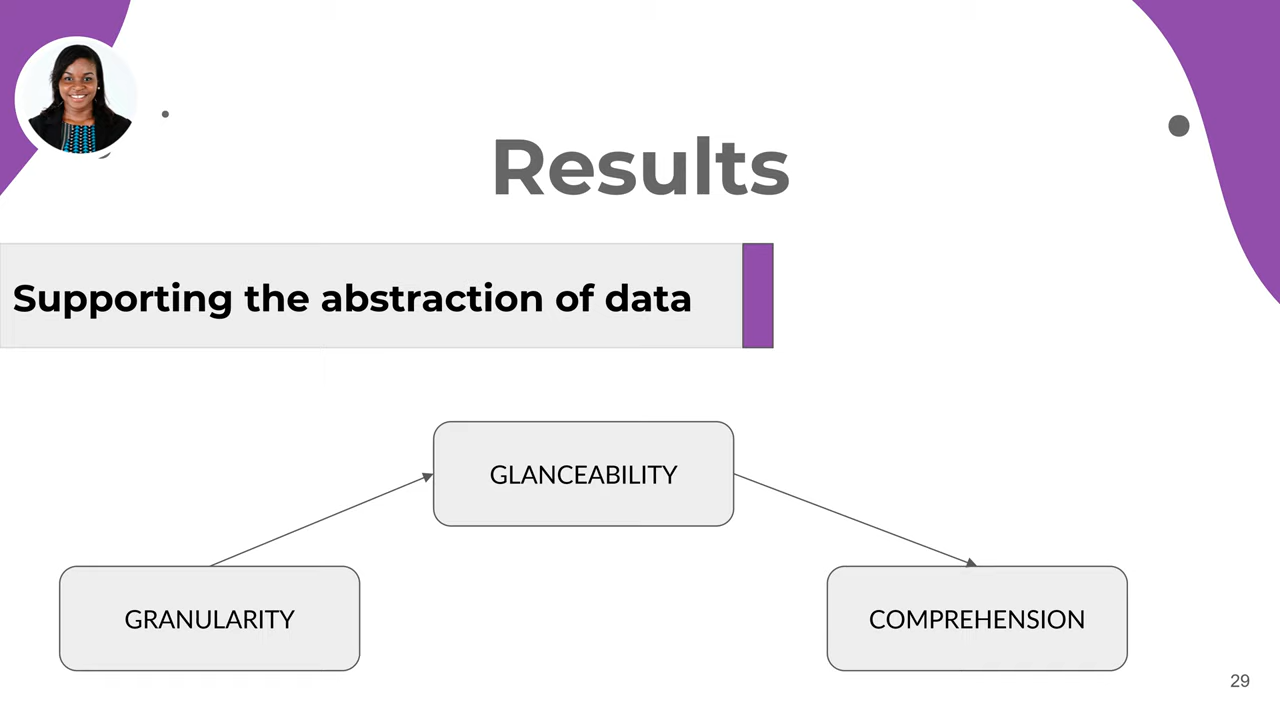 Results
Supporting the abstraction of data
GLANCEABILITY
GRANULARITY
COMPREHENSION
29